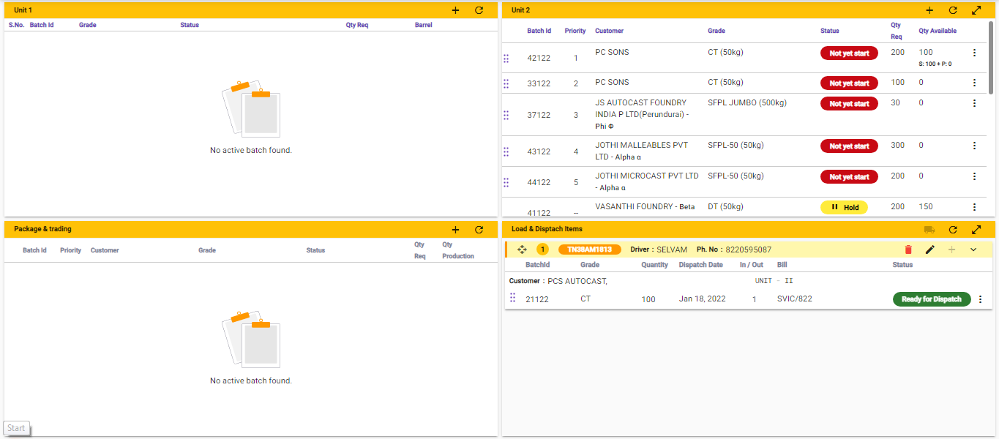 Unit 1
S.No. Batch Id Grade Status Qty Req Barrel
No active batch found.
Unit 2
Batch Id Priority Customer Grade Status Qty Req Qty Available
42122 1 PC SONS CT (50kg) Not yet start 200 100
S: 100 + P: 0
33122 2 PC SONS CT (50kg) Not yet start 100 0
37122 3 JS AUTOCAST FOUNDRY SFPL JUMBO (500kg) Not yet start 30 0
INDIA P LTD(Perundurai) -
Phi Φ
43122 4 JOTHI MALLEABLES PVT SFPL-50 (50kg) Not yet start 300 0
LTD - Alpha α
44122 5 JOTHI MICROCAST PVT LTD SFPL-50 (50kg) Not yet start 200 0
- Alpha α
41122 -- VASANTHI FOUNDRY - Beta DT (50kg) Hold 200 150
Package & trading
Batch Id Priority Customer Grade Status Qty Req Qty Production
No active batch found.
Start
Load & Disptach Items
1 TN38AM1813 Driver : SELVAM Ph. No : 8220595087
BatchId Grade Quantity Dispatch Date In / Out Bill Status
Customer : PCS AUTOCAST, UNIT - II
21122 CT 100 Jan 18, 2022 1 SVIC/822 Ready for Dispatch